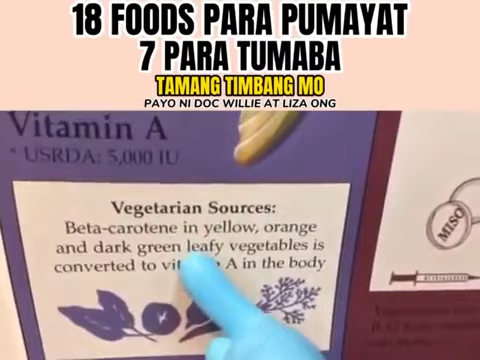 18 FOODS PARA PUMAYAT
7 PARA TUMABA
TAMANG TIMBANG MO
PAYO NI DOC WILLIE AT LIZA ONG
Vitamin A
* USRDA: 5,000 IU
Vegetarian Sources:
Beta-carotene in yellow, orange
and dark green leafy vegetables is
converted to A in the body
MISO